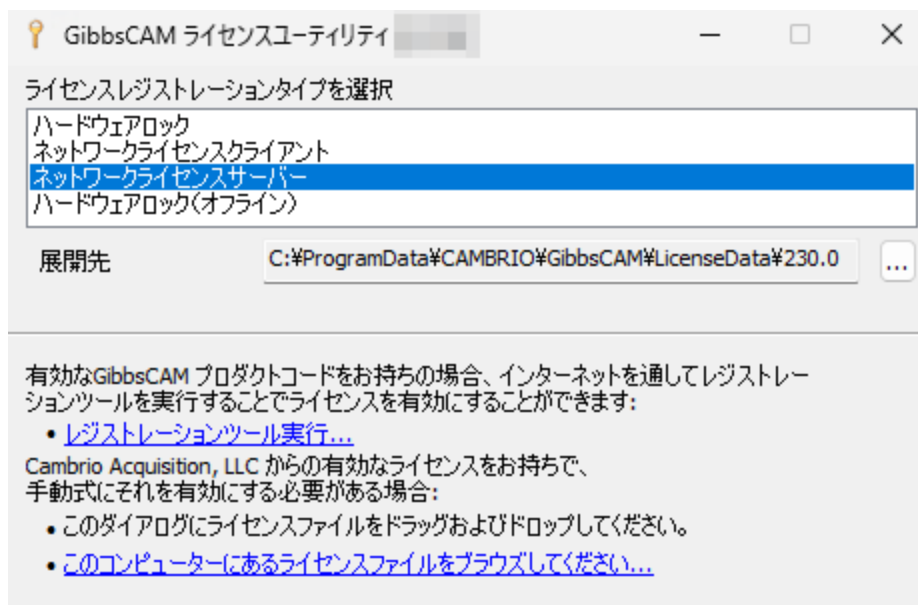 GibbsCAM ライセンスユーティリティ
ライセンスレジストレーションタイプを選択
ハードウェアロック
ネットワークライセンスクライアント
ネットワークライセンスサーバー
ハードウェアロック(オフライン)
展開先 C:¥ProgramData¥CAMBRIO¥GibbsCAM¥LicenseData¥230.0 ...
有効なGibbsCAM プロダクトコードをお持ちの場合、インターネットを通してレジストレー
ションツールを実行することでライセンスを有効にすることができます:
• レジストレーションツール実行...
Cambrio Acquisition, LLC からの有効なライセンスをお持ちで、
手動式にそれを有効にする必要がある場合:
• このダイアログにライセンスファイルをドラッグおよびドロップしてください。
• このコンピューターにあるライセンスファイルをブラウズしてください...